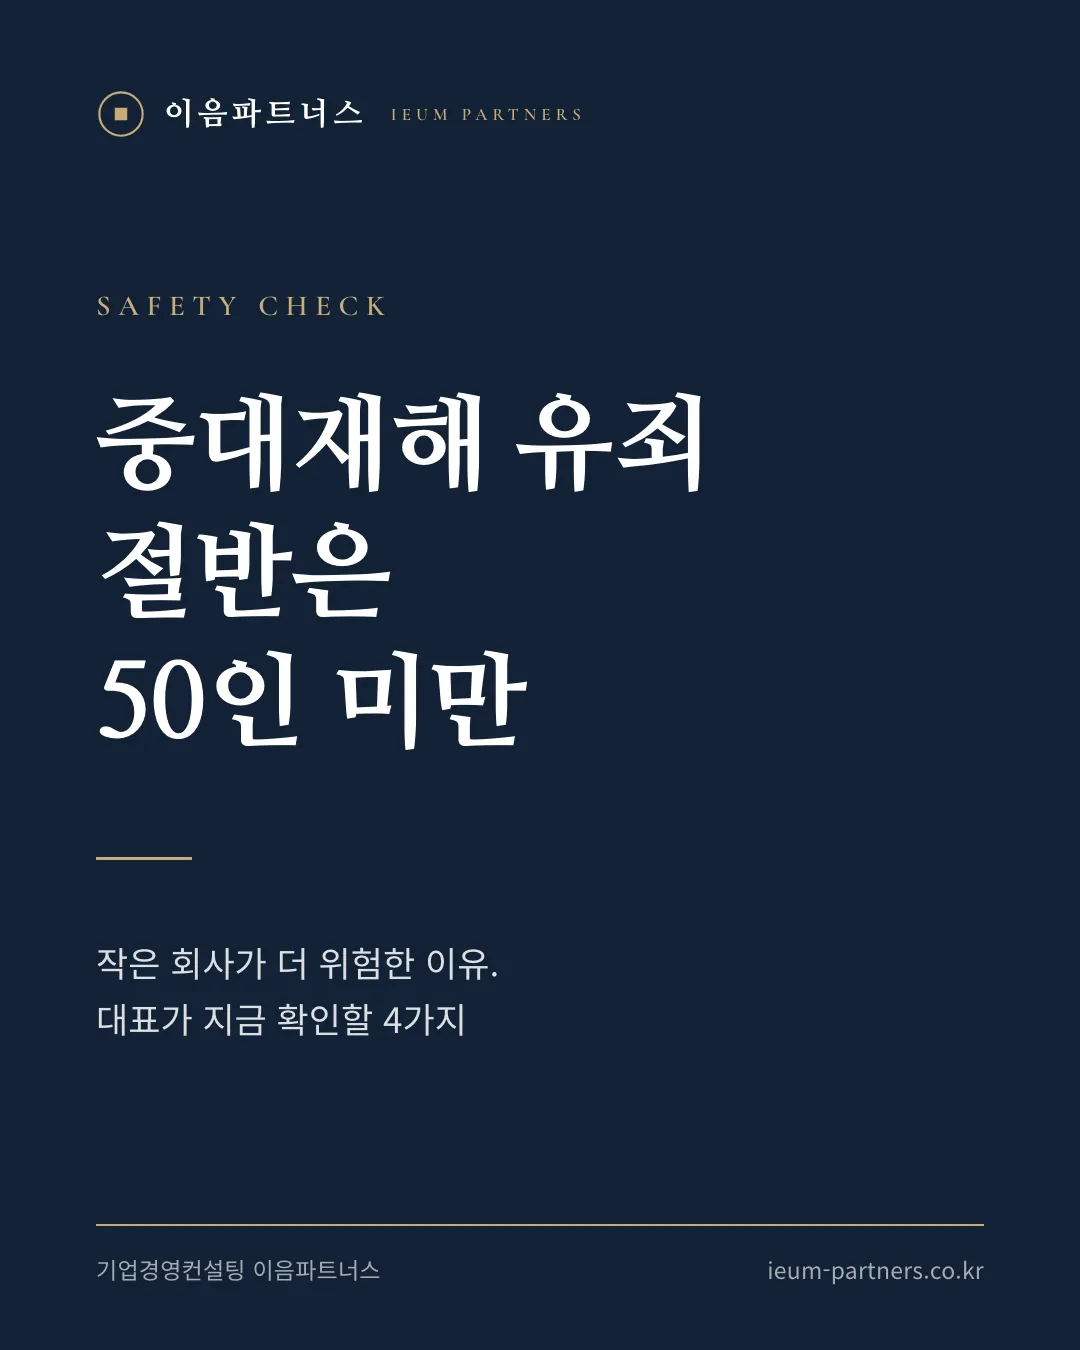 이음파트너스 IEUM PARTNERS
SAFETY CHECK
중대재해 유죄
절반은
50인 미만
작은 회사가 더 위험한 이유.
대표가 지금 확인할 4가지
기업경영컨설팅 이음파트너스 ieum-partners.co.kr